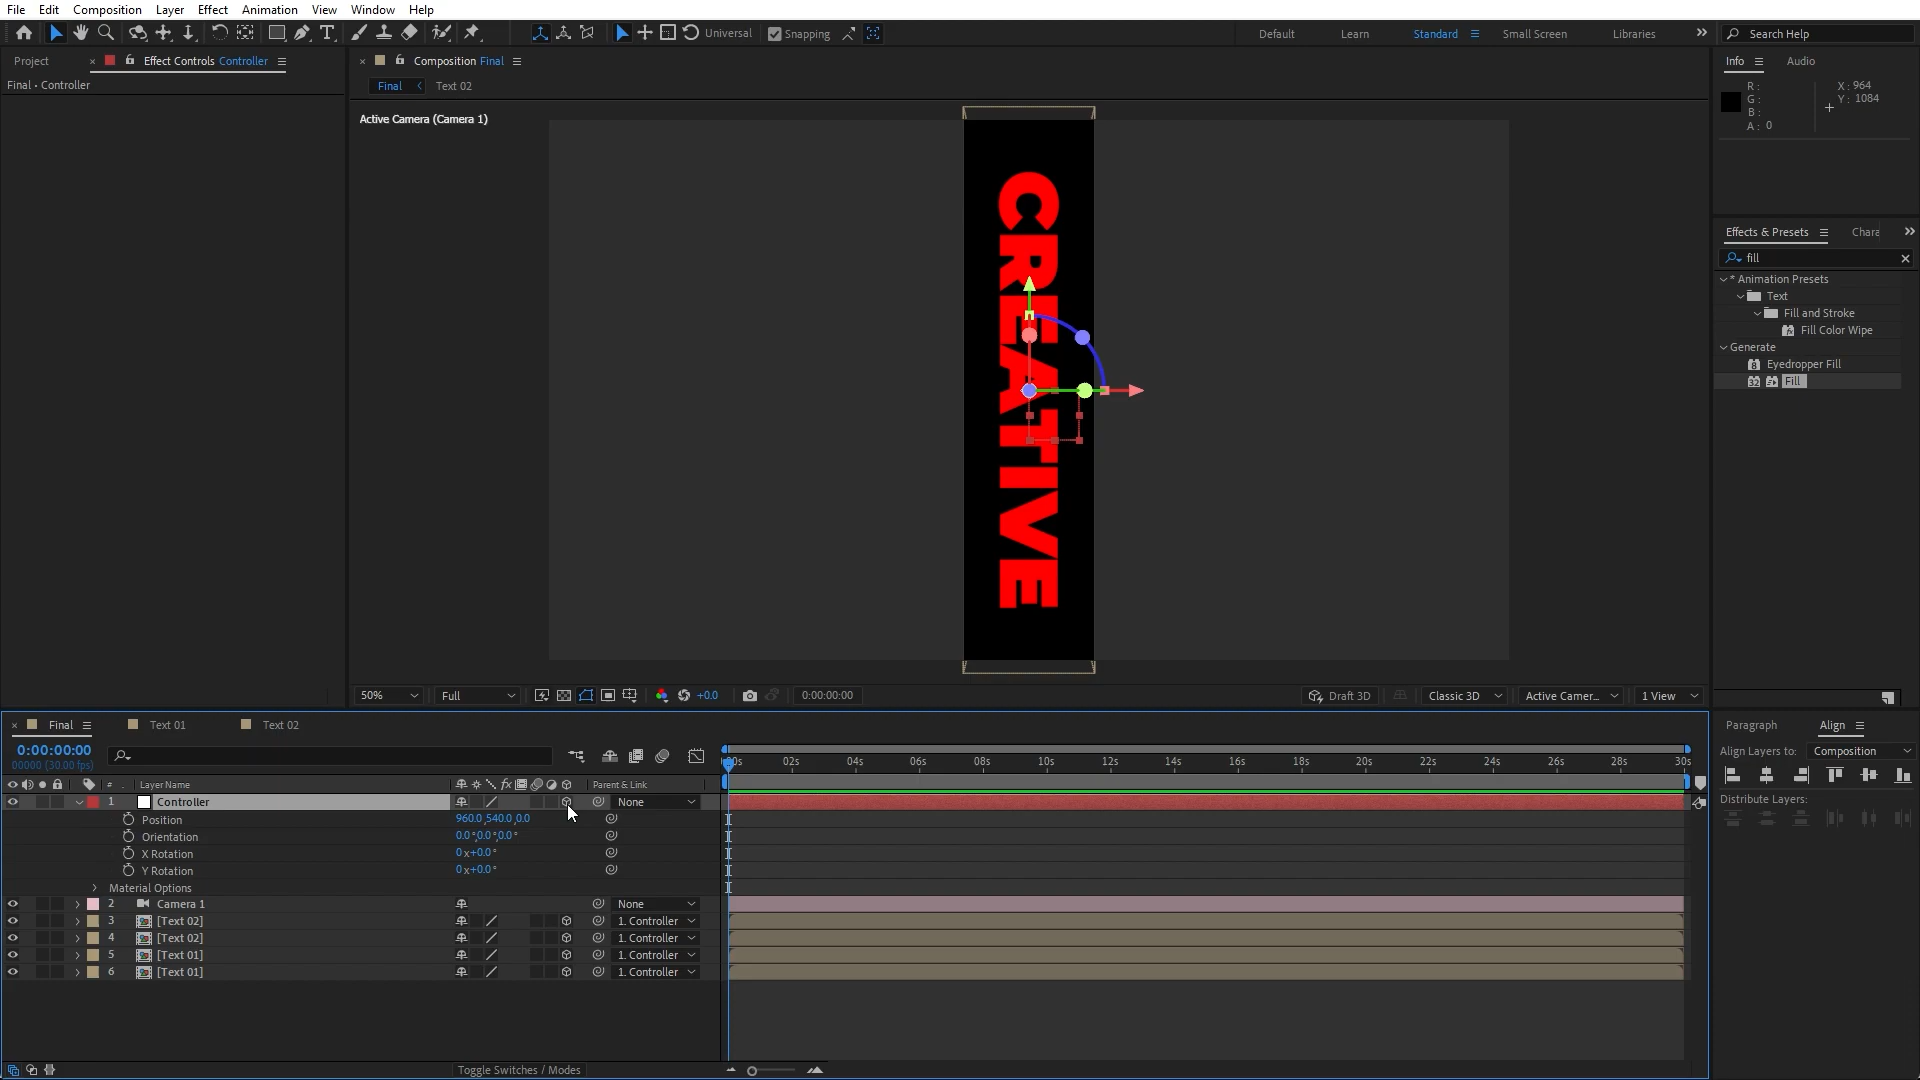 File Edit Composition Layer Effect Animation View Window Help
Universal Snapping Default Learn Standard Small Screen Libraries Search Help
Project Effect Controls Controller
Composition Final
Info Audio
Final • Controller
Final Text 02
R :
G :
B :
A : 0
X : 964
Y : 1084
Active Camera (Camera 1)
CREATIVE
Effects & Presets Chara
fill
* Animation Presets
Text
Fill and Stroke
Fill Color Wipe
Generate
Eyedropper Fill
Fill
50% Full +0.0 0:00:00:00 Draft 3D Classic 3D Active Camer... 1 View
Final Text 01 Text 02
Paragraph Align
0:00:00:00
00000 (30.00 fps)
Align Layers to: Composition
02s 04s 06s 08s 10s 12s 14s 16s 18s 20s 22s 24s 26s 28s 30s
# Layer Name fx Parent & Link
1 Controller None
Distribute Layers:
Position 960.0,540.0,0.0
Orientation 0.0°,0.0°,0.0°
X Rotation 0x+0.0°
Y Rotation 0x+0.0°
Material Options
2 Camera 1 None
3 [Text 02] 1. Controller
4 [Text 02] 1. Controller
5 [Text 01] 1. Controller
6 [Text 01] 1. Controller
Toggle Switches / Modes